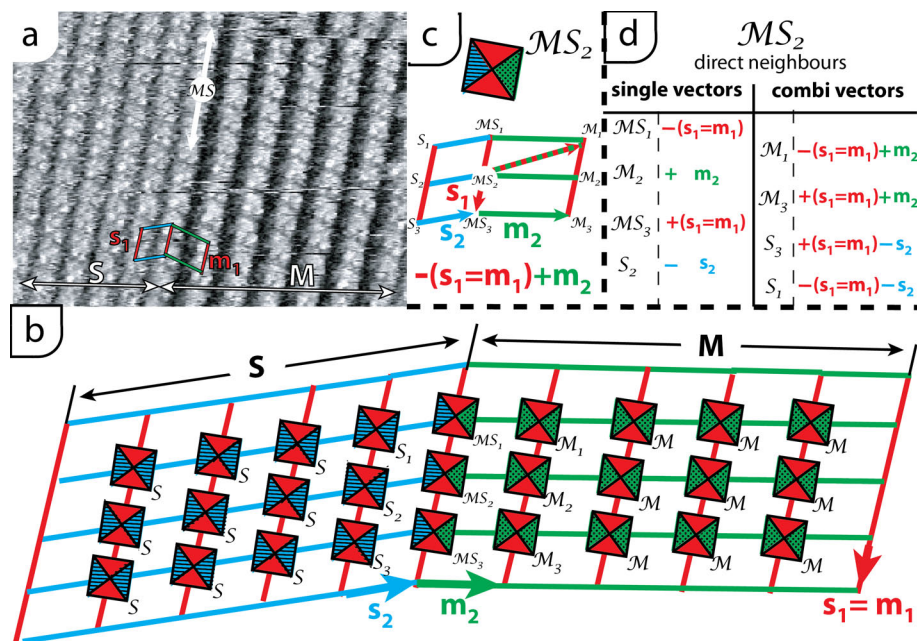 a
MS
s₁
m₁
S
M
c
MS₂
S₁
MS₁
M₁
S₂
MS₂
M₂
s₁
S₃
MS₃
M₃
s₂
m₂
-(s₁=m₁)+m₂
d
MS₂
direct neighbours
single vectors
combi vectors
MS₁ -(s₁=m₁)
M₂ + m₂
MS₃ +(s₁=m₁)
S₂ - s₂
M₁ -(s₁=m₁)+m₂
M₃ +(s₁=m₁)+m₂
S₃ +(s₁=m₁)-s₂
S₁ -(s₁=m₁)-s₂
b
S
M
S S S₁ MS₁ M₁ M M M
S S S₂ MS₂ M₂ M M M
S S S₃ MS₃ M₃ M M M
S S S
s₂
m₂
s₁= m₁